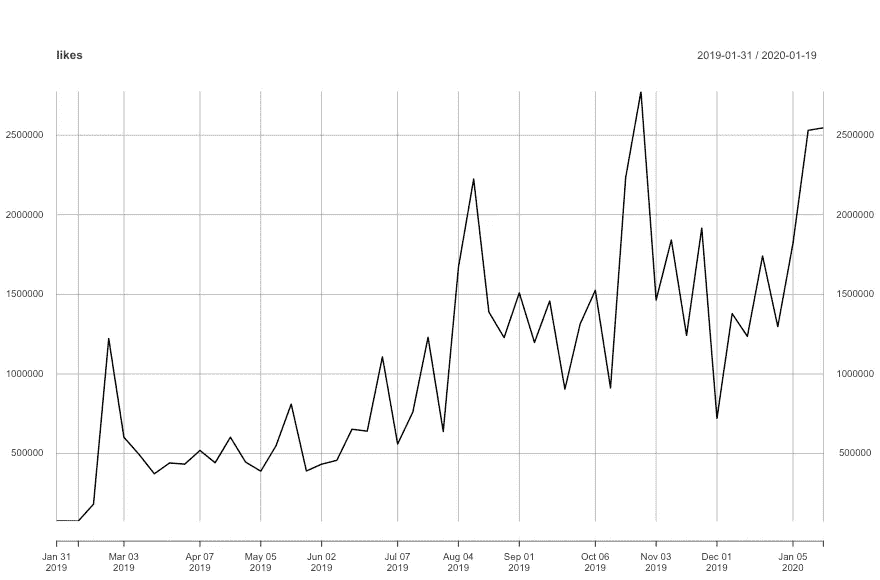 likes 2019-01-31 / 2020-01-19
2500000 2500000
2000000 2000000
1500000 1500000
1000000 1000000
500000 500000
Jan 31 Mar 03 Apr 07 May 05 Jun 02 Jul 07 Aug 04 Sep 01 Oct 06 Nov 03 Dec 01 Jan 05
2019 2019 2019 2019 2019 2019 2019 2019 2019 2019 2019 2020